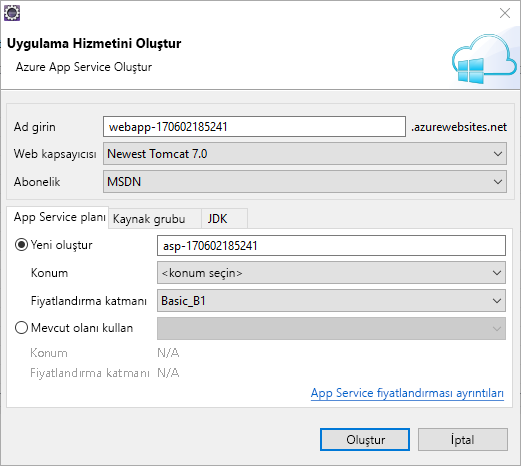 Uygulama Hizmetini Oluştur
Azure App Service Oluştur
Ad girin webapp-170602185241 .azurewebsites.net
Web kapsayıcısı Newest Tomcat 7.0
Abonelik MSDN
App Service planı Kaynak grubu JDK
Yeni oluştur asp-170602185241
Konum <konum seçin>
Fiyatlandırma katmanı Basic_B1
Mevcut olanı kullan
Konum N/A
Fiyatlandırma katmanı N/A
App Service fiyatlandırması ayrıntıları
Oluştur İptal